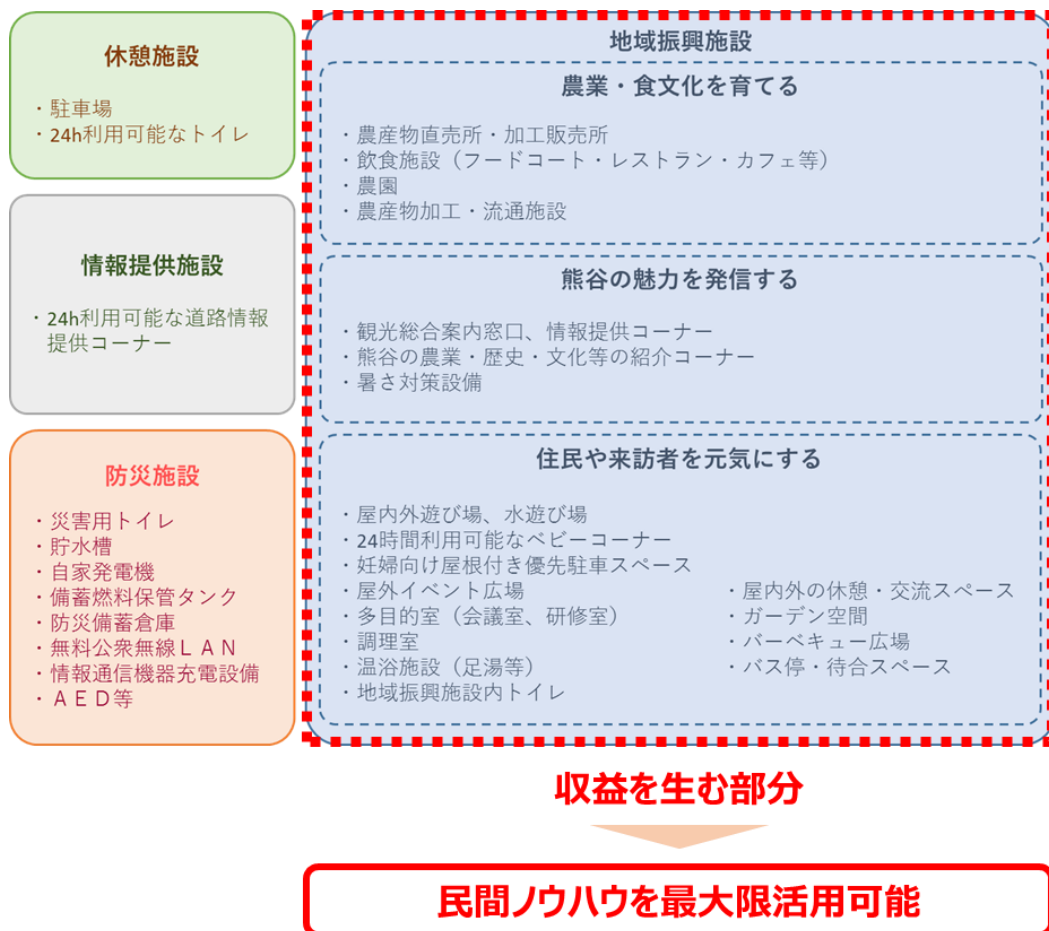 休憩施設
・駐車場
・24h利用可能なトイレ
情報提供施設
・24h利用可能な道路情報
提供コーナー
防災施設
・災害用トイレ
・貯水槽
・自家発電機
・備蓄燃料保管タンク
・防災備蓄倉庫
・無料公衆無線ＬＡＮ
・情報通信機器充電設備
・ＡＥＤ等
地域振興施設
農業・食文化を育てる
・農産物直売所・加工販売所
・飲食施設（フードコート・レストラン・カフェ等）
・農園
・農産物加工・流通施設
熊谷の魅力を発信する
・観光総合案内窓口、情報提供コーナー
・熊谷の農業・歴史・文化等の紹介コーナー
・暑さ対策設備
住民や来訪者を元気にする
・屋内外遊び場、水遊び場
・24時間利用可能なベビーコーナー
・妊婦向け屋根付き優先駐車スペース
・屋外イベント広場
・多目的室（会議室、研修室）
・調理室
・温浴施設（足湯等）
・地域振興施設内トイレ
・屋内外の休憩・交流スペース
・ガーデン空間
・バーベキュー広場
・バス停・待合スペース
収益を生む部分
民間ノウハウを最大限活用可能